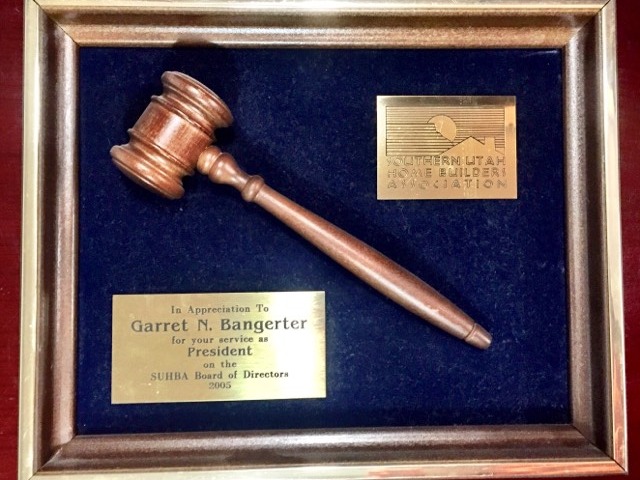 SOUTHERN UTAH
HOME BUILDERS
ASSOCIATION
In Appreciation To
Garret N. Bangerter
for your service as
President
on the
SUHBA Board of Directors
2005